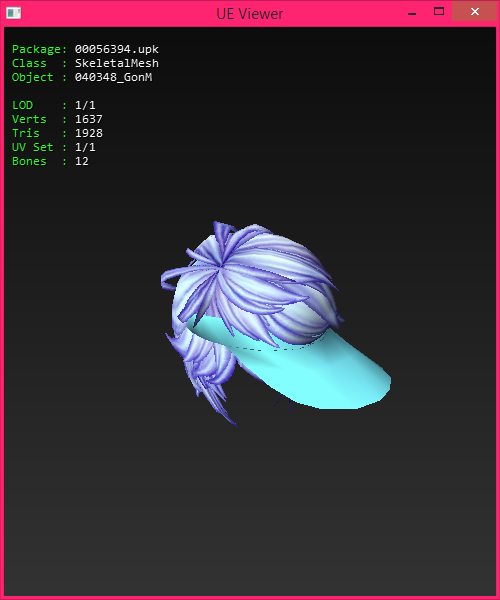 UE Viewer
Package: 00056394.upk
Class : SkeletalMesh
Object : 040348_GonM
LOD : 1/1
Verts : 1637
Tris : 1928
UV Set : 1/1
Bones : 12